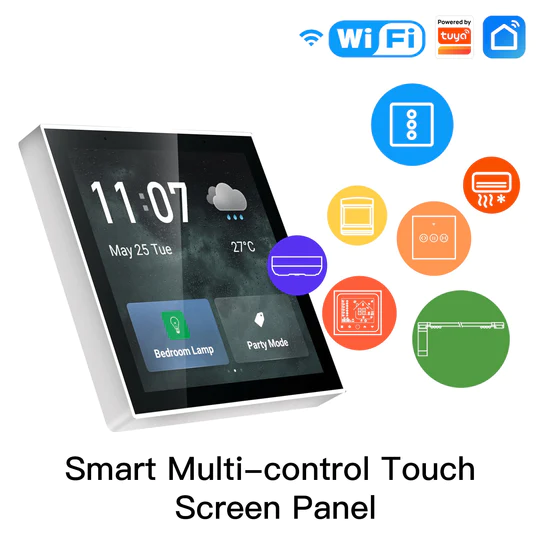 WiFi
Powered by
tuya
11:07
May 25 Tue
27°C
Bedroom Lamp
Party Mode
Smart Multi-control Touch
Screen Panel